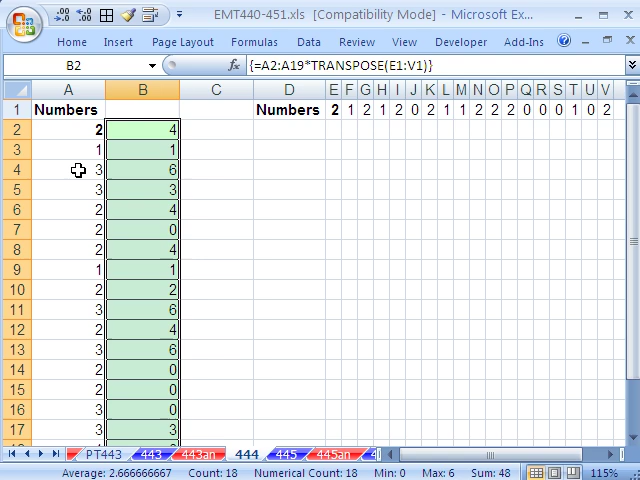 EMT440-451.xls [Compatibility Mode] - Microsoft Ex...
Home Insert Page Layout Formulas Data Review View Developer Add-Ins
B2 fx {=A2:A19*TRANSPOSE(E1:V1)}
A B C D E F G H I J K L M N O P Q R S T U V
1 Numbers Numbers 2 1 2 1 2 0 2 1 1 2 2 2 0 0 0 1 0 2
2 2 4
3 1 1
4 3 6
5 3 3
6 2 4
7 2 0
8 2 4
9 1 1
10 2 2
11 3 6
12 2 4
13 3 6
14 2 0
15 2 0
16 3 0
17 3 3
PT443 443 443an 444 445 445an
Average: 2.666666667 Count: 18 Numerical Count: 18 Min: 0 Max: 6 Sum: 48 115%